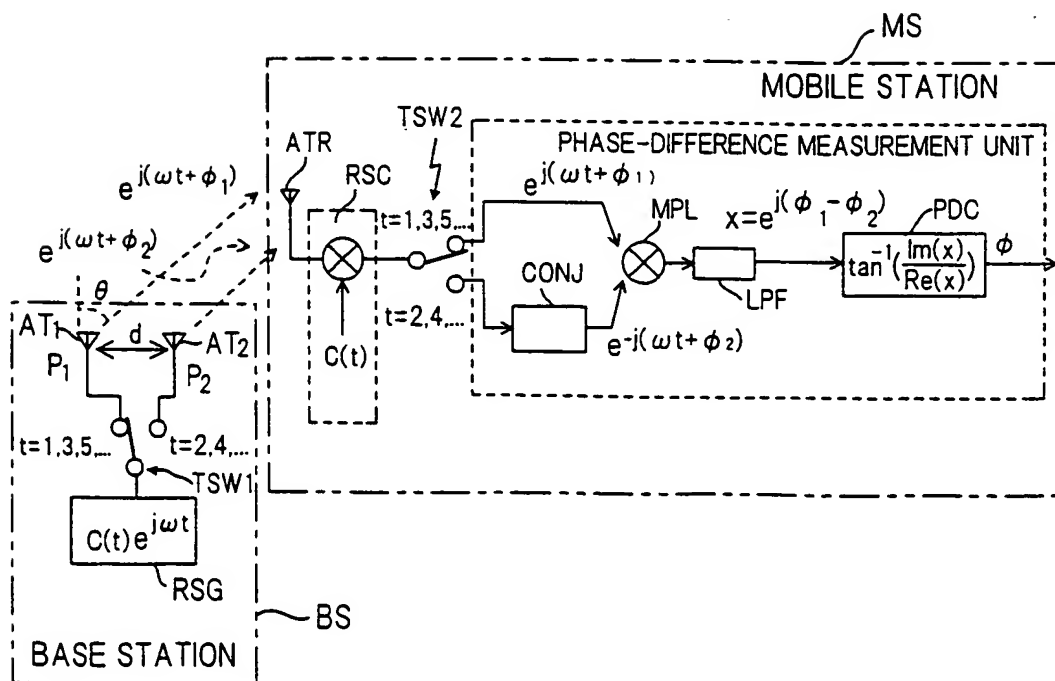 MS
MOBILE STATION
TSW2
PHASE-DIFFERENCE MEASUREMENT UNIT
ATR
RSC
e^j(ωt+ϕ₁)
e^j(ωt+ϕ₁)
MPL
x=e^j(ϕ₁-ϕ₂)
PDC
t=1,3,5,...
e^j(ωt+ϕ₂)
CONJ
tan⁻¹(Im(x)/Re(x))
ϕ
LPF
θ
t=2,4,...
e^-j(ωt+ϕ₂)
AT1
d
AT2
C(t)
P₁
P₂
t=1,3,5,...
t=2,4,...
TSW1
C(t)e^jωt
RSG
BS
BASE STATION